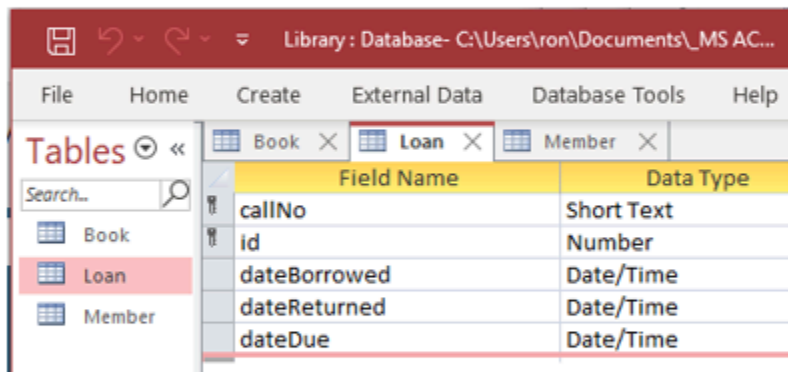 Library : Database- C:\Users\ron\Documents\_MS AC...
File Home Create External Data Database Tools Help
Tables
Search...
Book
Loan
Member
Book Loan Member
Field Name Data Type
callNo Short Text
id Number
dateBorrowed Date/Time
dateReturned Date/Time
dateDue Date/Time